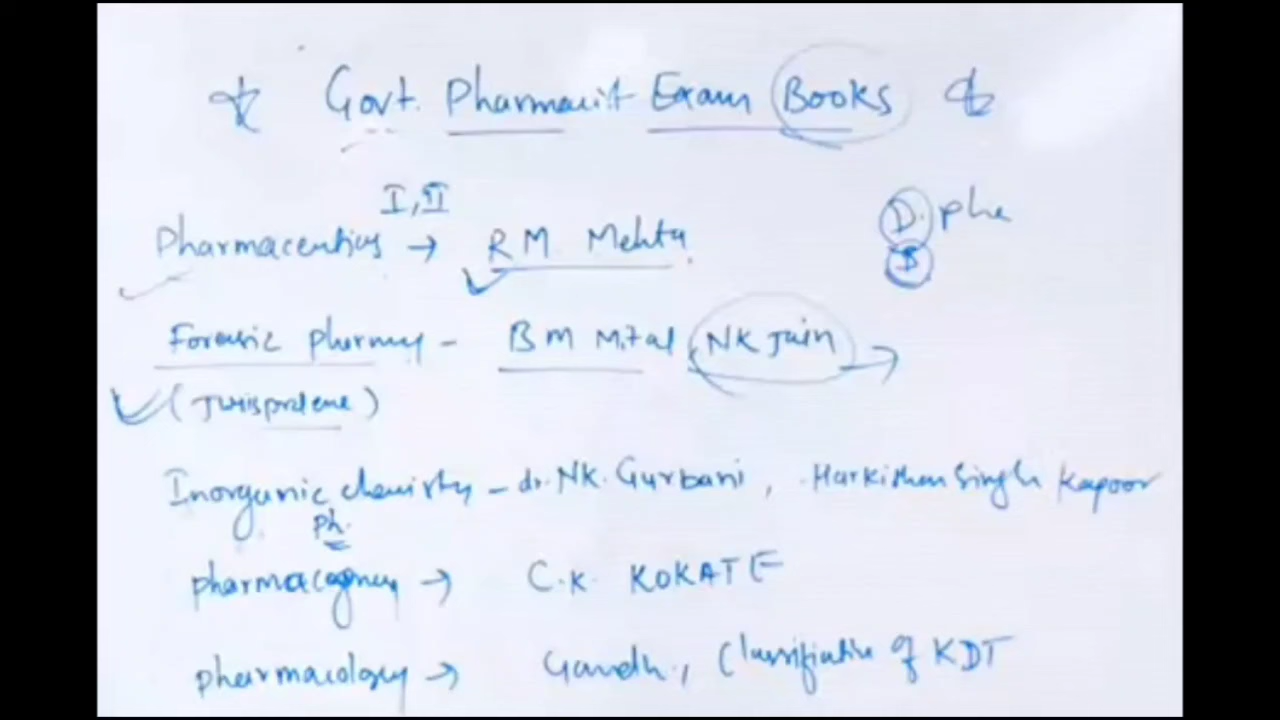 ☆ Govt. Pharmacist Exam Books ☆
I, II
Pharmaceutics → RM Mehta
D. pha
B
Forensic pharmacy - BM Mital NK Jain →
(Jurisprudence)
Inorganic chemistry - dr. NK. Gurbani, Harkishan Singh Kapoor
Ph.
pharmacognosy → C.K. KOKATE
pharmacology → Gandhi, Classification of KDT